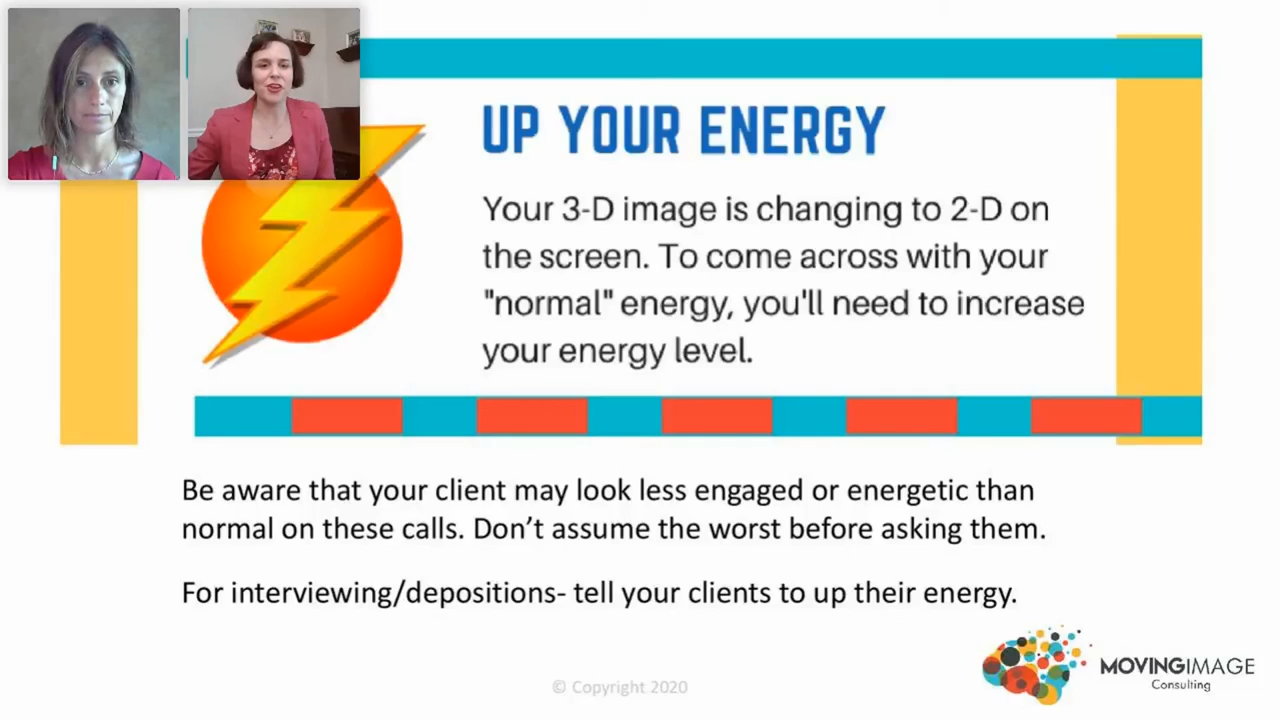 UP YOUR ENERGY
Your 3-D image is changing to 2-D on
the screen. To come across with your
"normal" energy, you'll need to increase
your energy level.
Be aware that your client may look less engaged or energetic than
normal on these calls. Don’t assume the worst before asking them.
For interviewing/depositions- tell your clients to up their energy.
MOVINGIMAGE
Consulting
© Copyright 2020